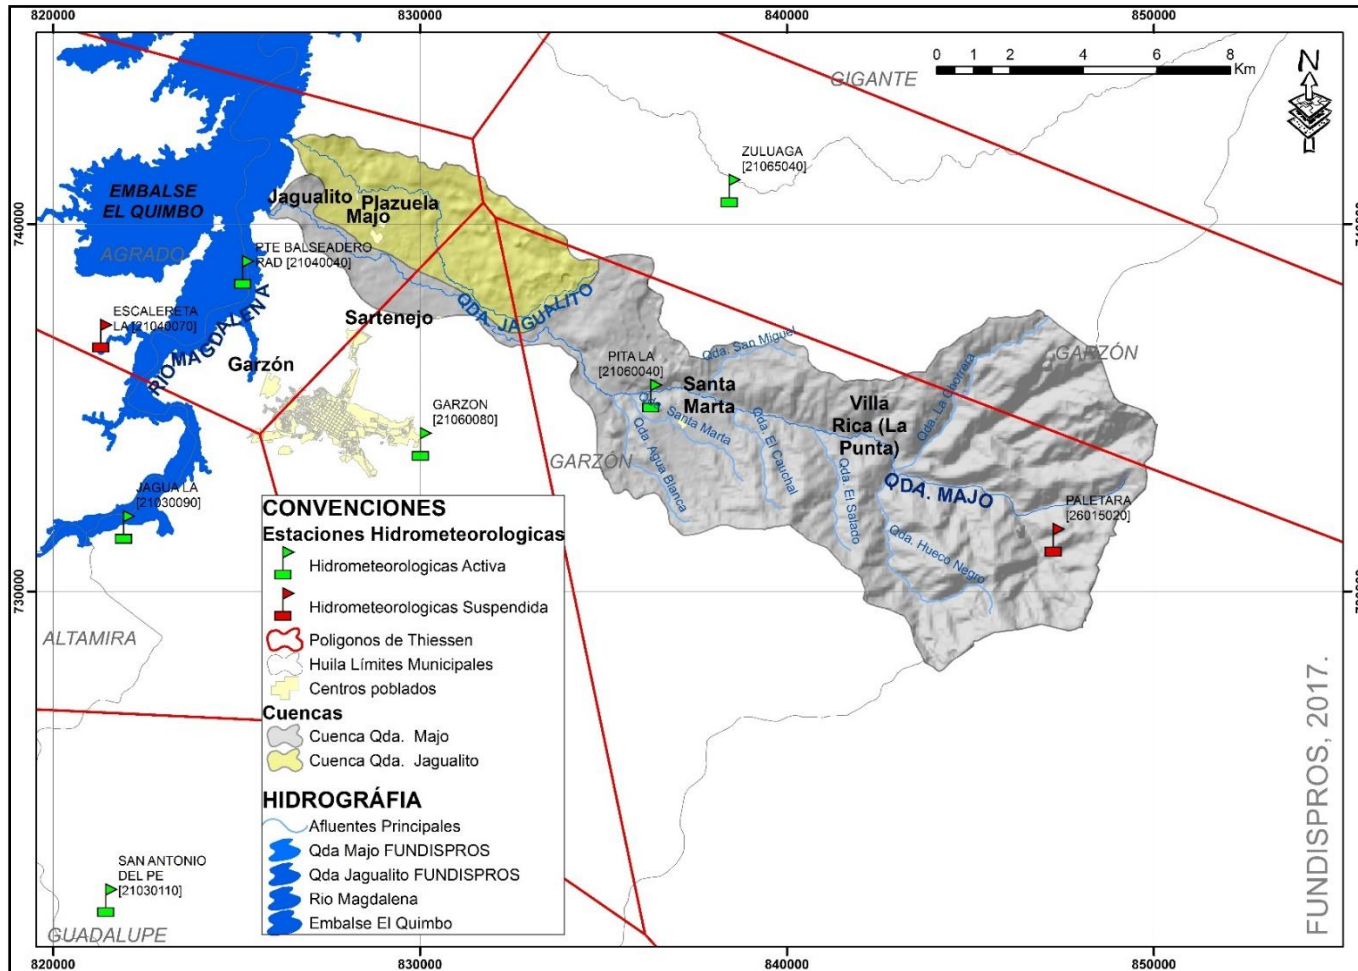 820000
830000
840000
850000
0 1 2 4 6 8
Km
N
GIGANTE
ZULUAGA
[21065040]
740000
740000
EMBALSE
EL QUIMBO
AGRADO
Jagualito
Plazuela
Majo
PTE BALSEADERO
RAD [21040040]
ESCALERETA
LA [21040070]
RIO MAGDALENA
QDA. JAGUALITO
Sartenejo
Garzón
GARZON
[21060080]
PITA LA
[21060040]
Qda. San Miguel
Santa
Marta
Qda. Santa Marta
Qda. Agua Blanca
Qda. El Cauchal
Villa
Rica (La
Punta)
Qda. El Salado
Qda. La Chorrera
GARZÓN
GARZÓN
QDA. MAJO
PALETARA
[26015020]
Qda. Hueco Negro
JAGUA LA
[21030090]
730000
730000
ALTAMIRA
SAN ANTONIO
DEL PE
[21030110]
GUADALUPE
CONVENCIONES
Estaciones Hidrometeorologicas
Hidrometeorologicas Activa
Hidrometeorologicas Suspendida
Poligonos de Thiessen
Huila Límites Municipales
Centros poblados
Cuencas
Cuenca Qda. Majo
Cuenca Qda. Jagualito
HIDROGRÁFIA
Afluentes Principales
Qda Majo FUNDISPROS
Qda Jagualito FUNDISPROS
Rio Magdalena
Embalse El Quimbo
FUNDISPROS, 2017.
820000
830000
840000
850000